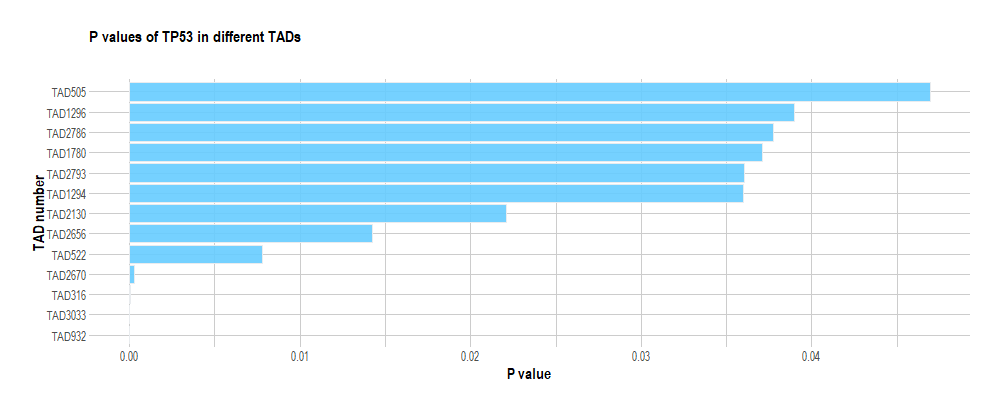 P values of TP53 in different TADs
TAD505
TAD1296
TAD2786
TAD1780
TAD2793
TAD1294
TAD2130
TAD2656
TAD522
TAD2670
TAD316
TAD3033
TAD932
TAD number
0.00 0.01 0.02 0.03 0.04
P value